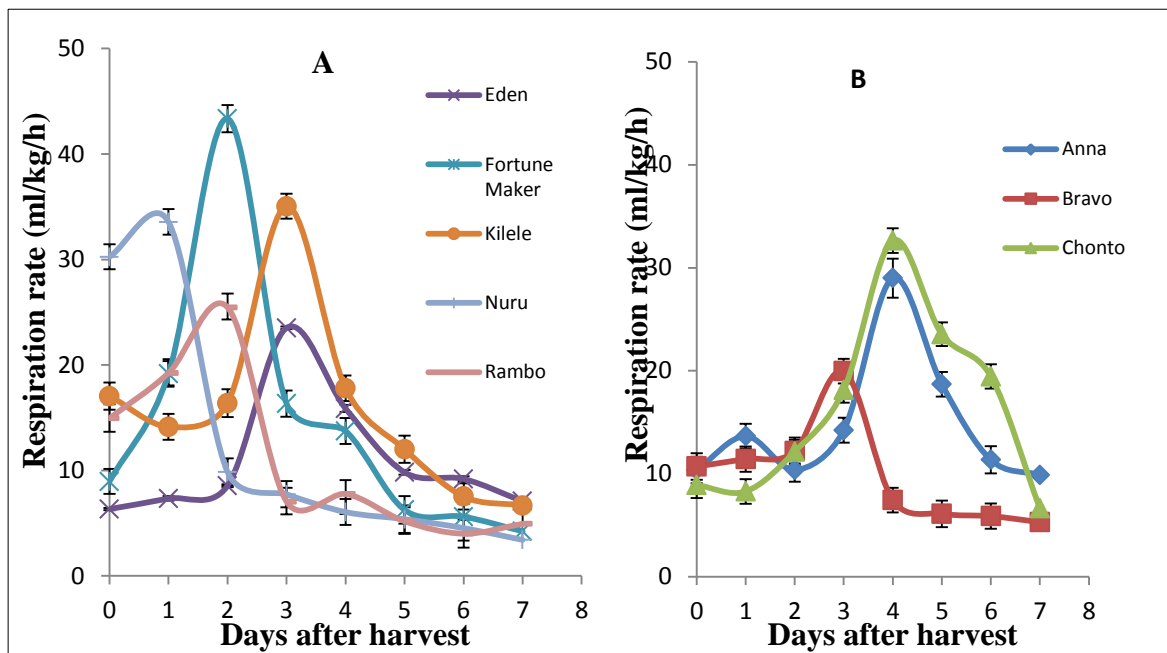 A
Respiration rate (ml/kg/h)
50
40
30
20
10
0
0 1 2 3 4 5 6 7 8
Days after harvest
Eden
Fortune
Maker
Kilele
Nuru
Rambo
B
Respiration rate (ml/kg/h)
50
40
30
20
10
0
0 1 2 3 4 5 6 7 8
Days after harvest
Anna
Bravo
Chonto